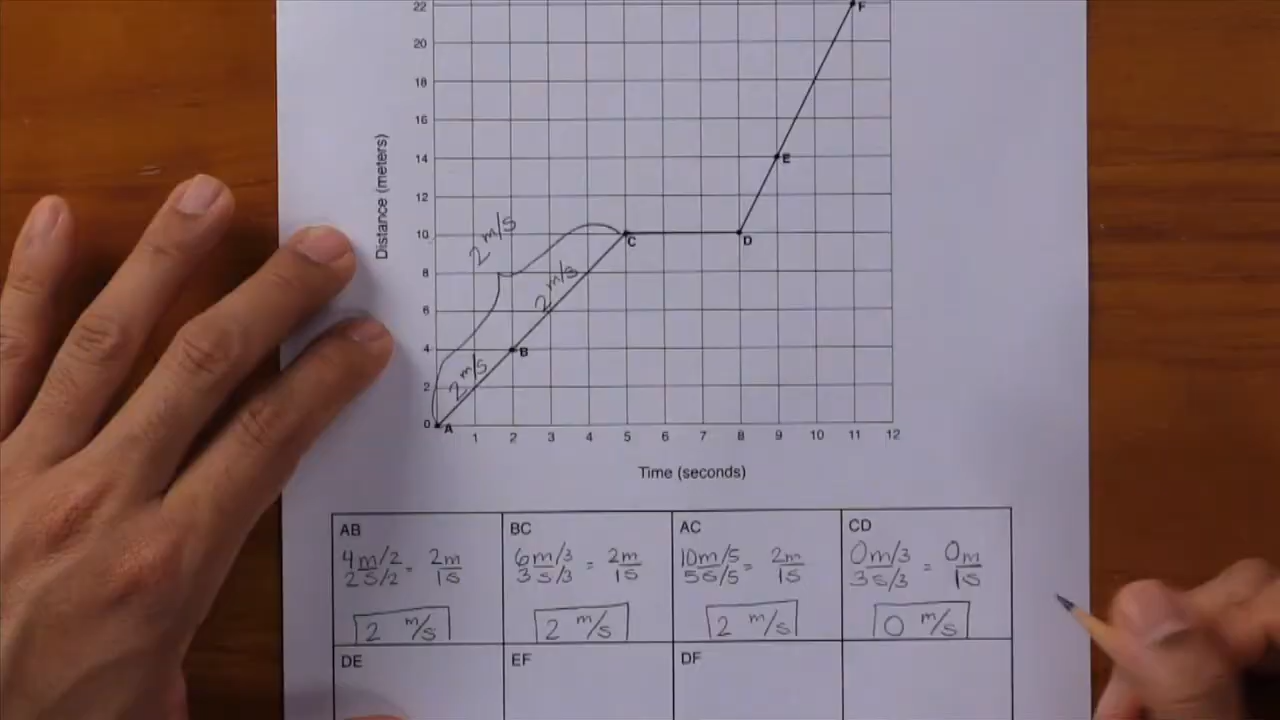 22
F
20
18
16
14
E
12
10
C
D
8
6
4
B
2
0
A
Distance (meters)
2 m/s
2 m/s
2 m/s
1 2 3 4 5 6 7 8 9 10 11 12
Time (seconds)
AB
4m/2 = 2m
2s/2 1s
2 m/s
BC
6m/3 = 2m
3s/3 1s
2 m/s
AC
10m/5 = 2m
5s/5 1s
2 m/s
CD
0m/3 = 0m
3s/3 1s
0 m/s
DE
EF
DF